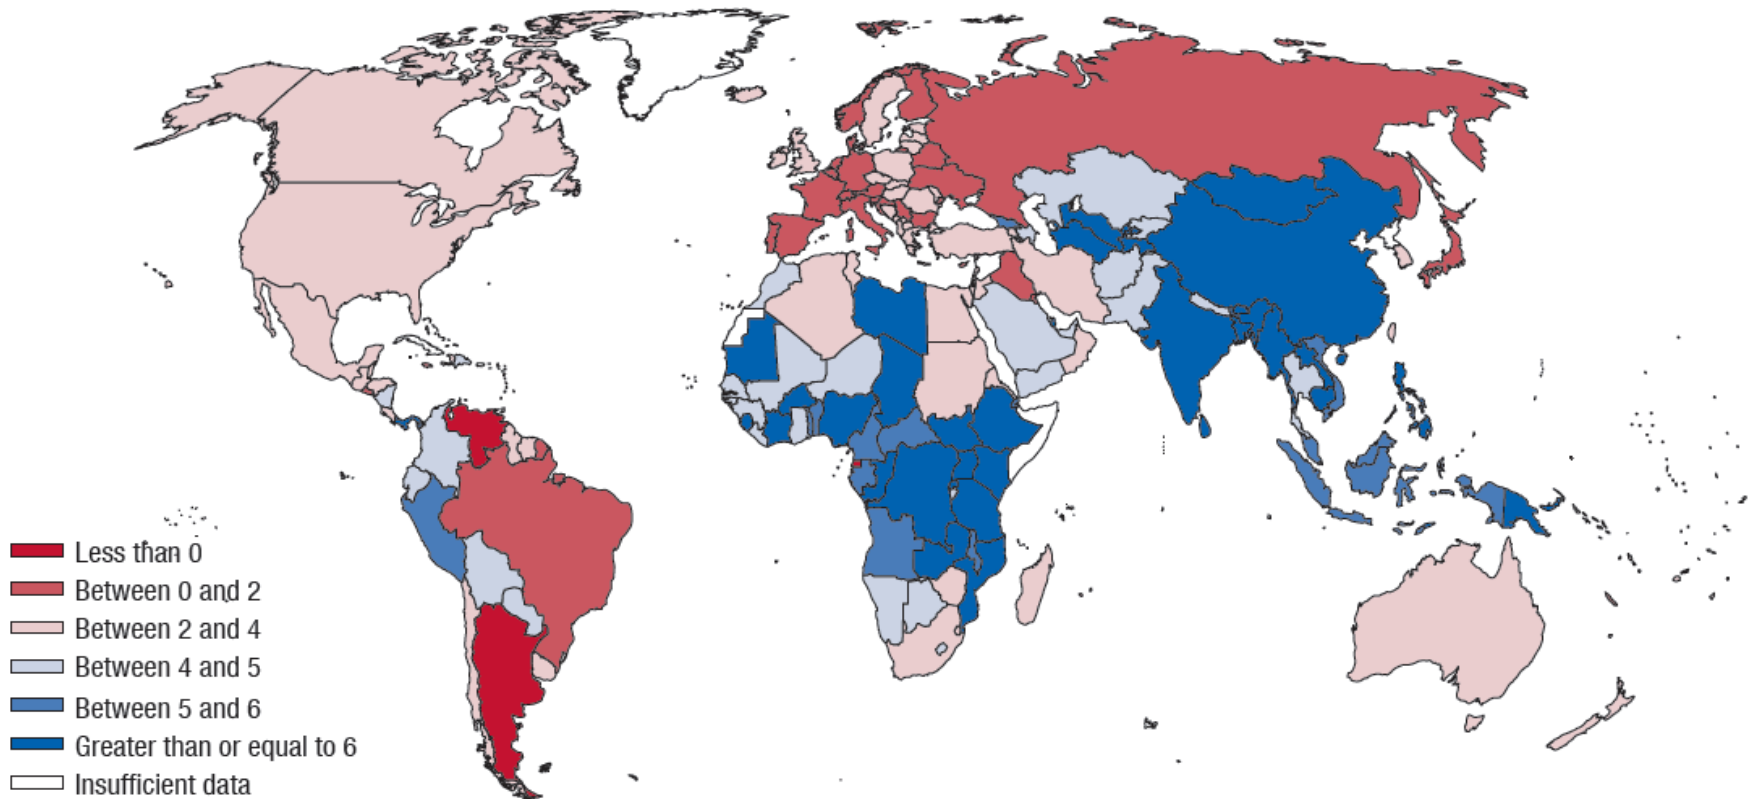 Less than 0
Between 0 and 2
Between 2 and 4
Between 4 and 5
Between 5 and 6
Greater than or equal to 6
Insufficient data